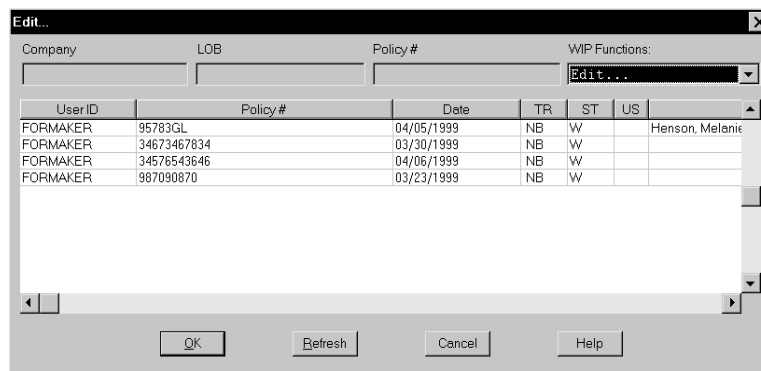 Edit...
Company LOB Policy # WIP Functions:
Edit...
User ID Policy # Date TR ST US
FORMAKER 95783GL 04/05/1999 NB W Henson, Melanie
FORMAKER 34673467834 03/30/1999 NB W
FORMAKER 34576543646 04/06/1999 NB W
FORMAKER 987090870 03/23/1999 NB W
OK Refresh Cancel Help